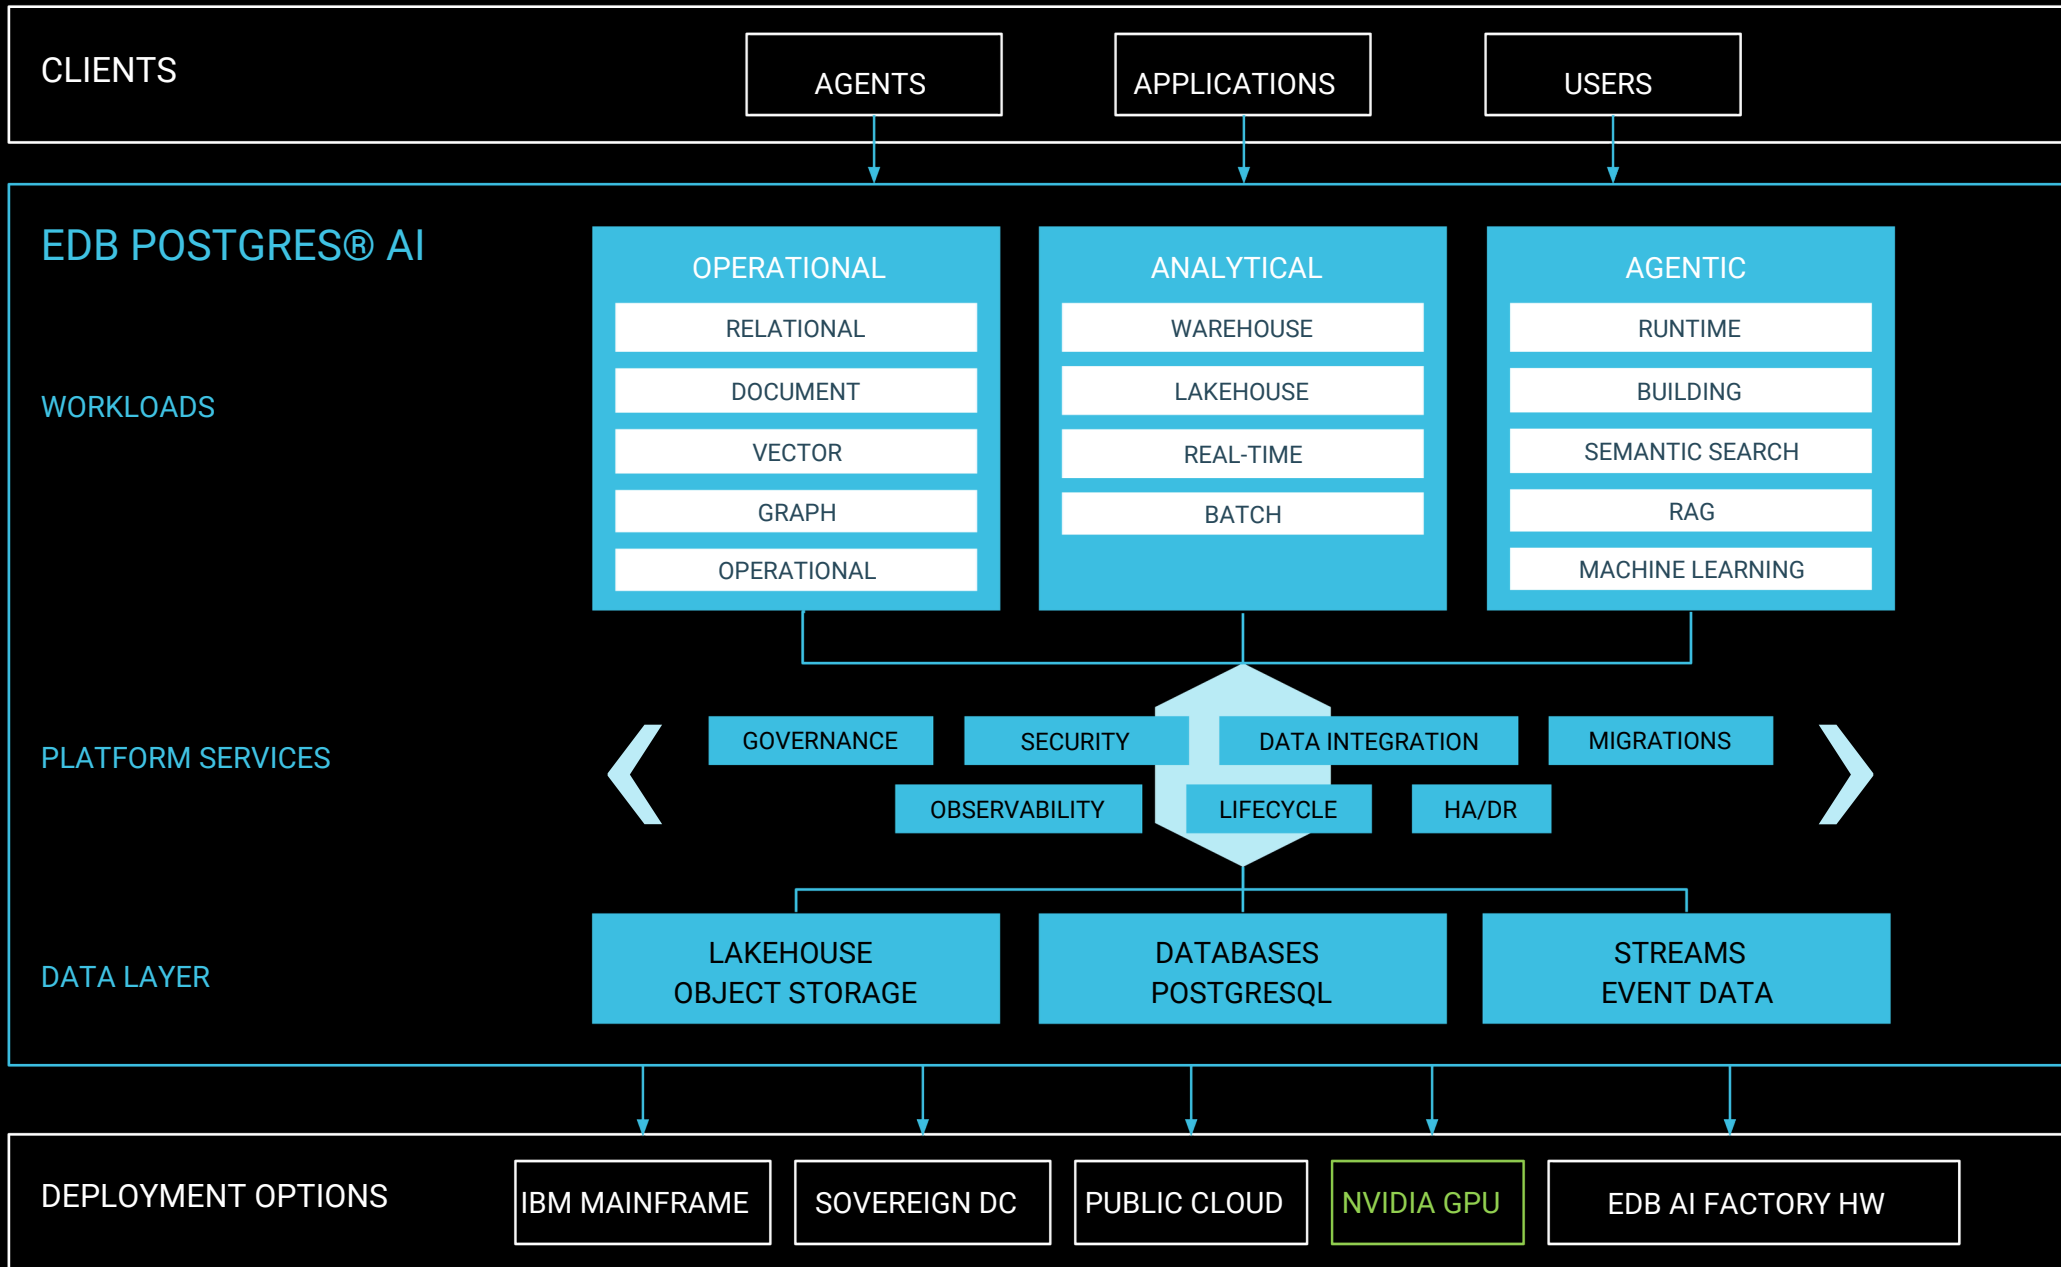 CLIENTS
AGENTS
APPLICATIONS
USERS
EDB POSTGRES® AI
WORKLOADS
OPERATIONAL
RELATIONAL
DOCUMENT
VECTOR
GRAPH
OPERATIONAL
ANALYTICAL
WAREHOUSE
LAKEHOUSE
REAL-TIME
BATCH
AGENTIC
RUNTIME
BUILDING
SEMANTIC SEARCH
RAG
MACHINE LEARNING
PLATFORM SERVICES
GOVERNANCE
SECURITY
DATA INTEGRATION
MIGRATIONS
OBSERVABILITY
LIFECYCLE
HA/DR
DATA LAYER
LAKEHOUSE
OBJECT STORAGE
DATABASES
POSTGRESQL
STREAMS
EVENT DATA
DEPLOYMENT OPTIONS
IBM MAINFRAME
SOVEREIGN DC
PUBLIC CLOUD
NVIDIA GPU
EDB AI FACTORY HW